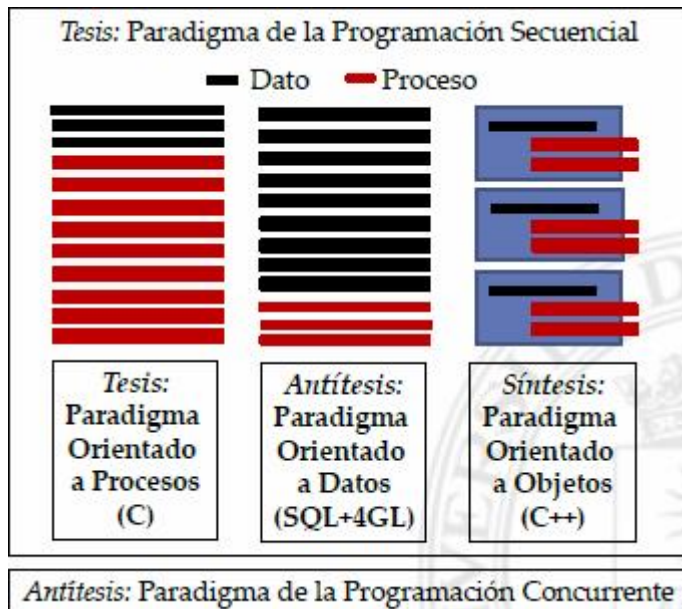 Tesis: Paradigma de la Programación Secuencial
Dato Proceso
Tesis:
Paradigma
Orientado
a Procesos
(C)
Antítesis:
Paradigma
Orientado
a Datos
(SQL+4GL)
Síntesis:
Paradigma
Orientado
a Objetos
(C++)
Antítesis: Paradigma de la Programación Concurrente